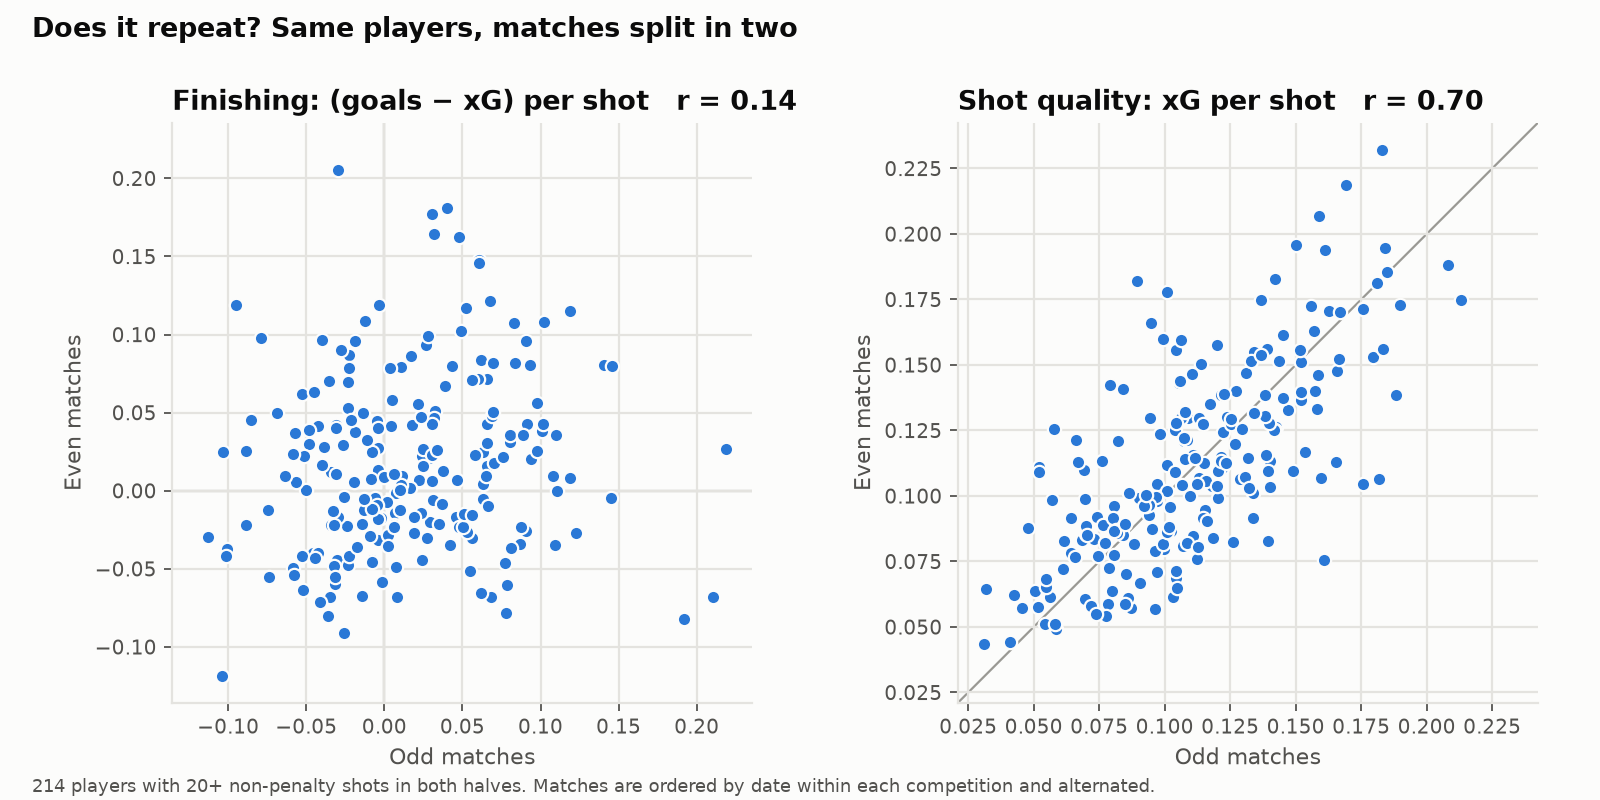 Does it repeat? Same players, matches split in two
Finishing: (goals − xG) per shot   r = 0.14
0.20
0.15
0.10
0.05
0.00
−0.05
−0.10
Even matches
−0.10 −0.05 0.00 0.05 0.10 0.15 0.20
Odd matches
Shot quality: xG per shot   r = 0.70
0.225
0.200
0.175
0.150
0.125
0.100
0.075
0.050
0.025
Even matches
0.025 0.050 0.075 0.100 0.125 0.150 0.175 0.200 0.225
Odd matches
214 players with 20+ non-penalty shots in both halves. Matches are ordered by date within each competition and alternated.